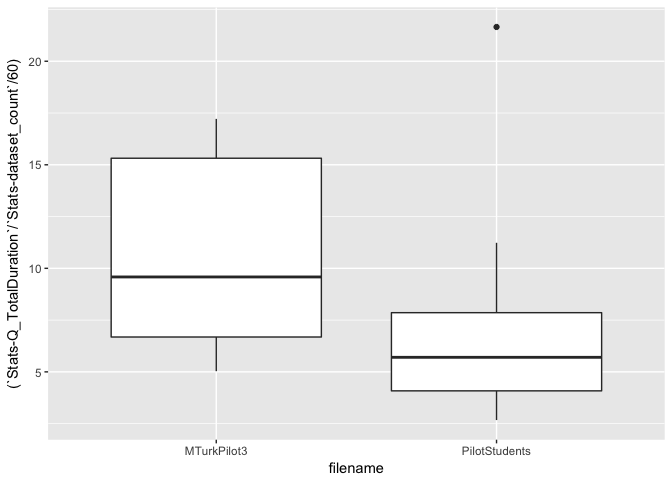 (`Stats-Q_TotalDuration`/`Stats-dataset_count`/60)
20
15
10
5
MTurkPilot3 PilotStudents
filename